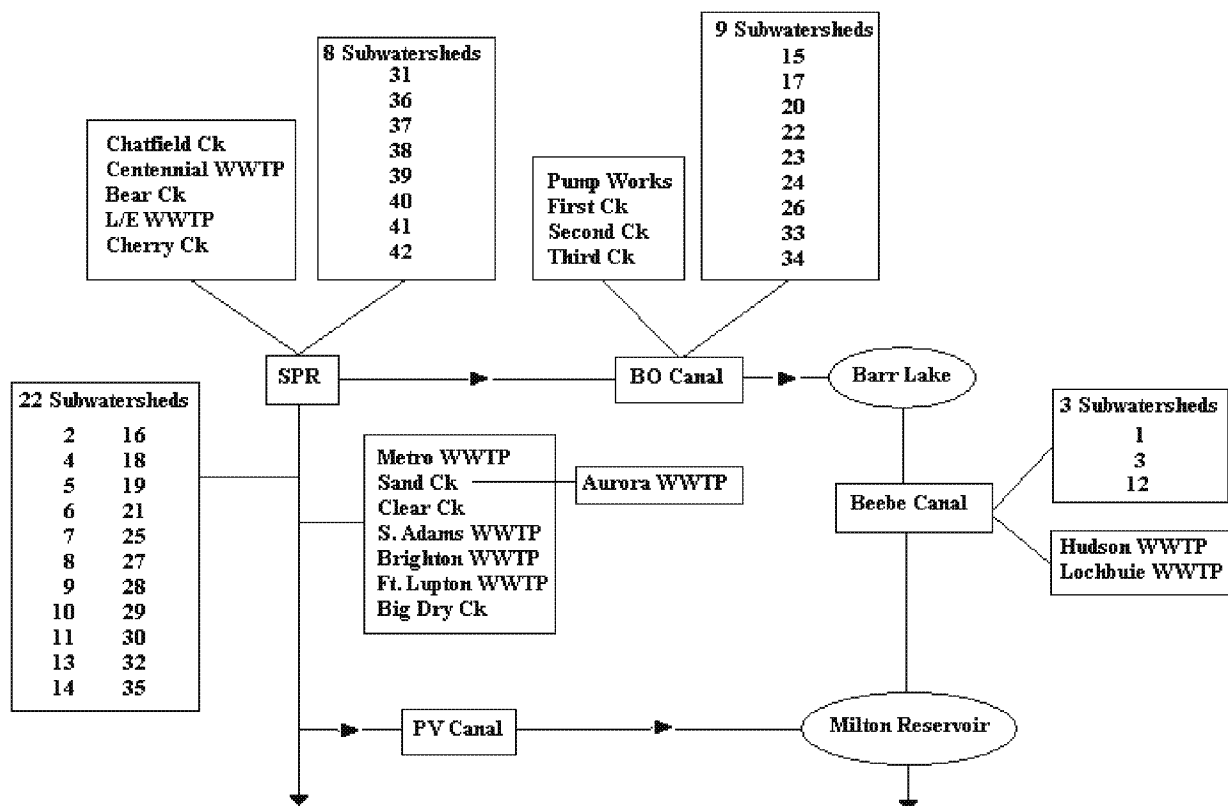 8 Subwatersheds
31
36
37
38
39
40
41
42
9 Subwatersheds
15
17
20
22
23
24
26
33
34
Chatfield Ck
Centennial WWTP
Bear Ck
L/E WWTP
Cherry Ck
Pump Works
First Ck
Second Ck
Third Ck
SPR
BO Canal
Barr Lake
22 Subwatersheds
2 16
4 18
5 19
6 21
7 25
8 27
9 28
10 29
11 30
13 32
14 35
Metro WWTP
Sand Ck
Clear Ck
S. Adams WWTP
Brighton WWTP
Ft. Lupton WWTP
Big Dry Ck
Aurora WWTP
Beebe Canal
3 Subwatersheds
1
3
12
Hudson WWTP
Lochbuie WWTP
PV Canal
Milton Reservoir